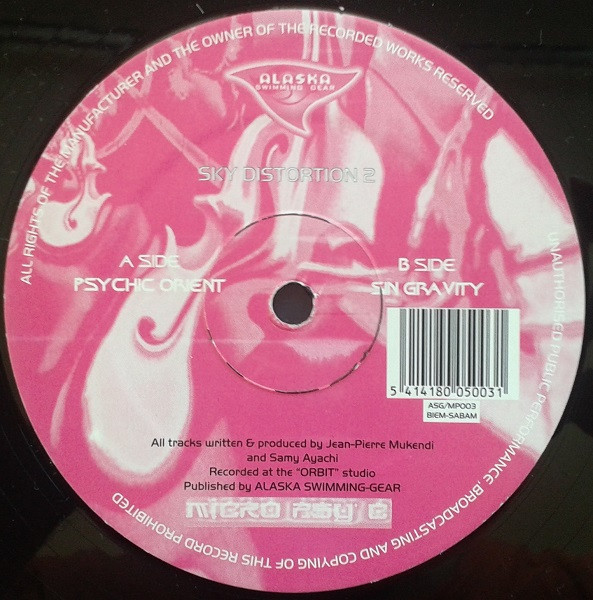 ALL RIGHTS OF THE MANUFACTURER AND THE OWNER OF THE RECORDED WORKS RESERVED
UNAUTHORISED PUBLIC PERFORMANCE, BROADCASTING AND COPYING OF THIS RECORD PROHIBITED
ALASKA
SWIMMING GEAR
SKY DISTORTION 2
A SIDE
PSYCHIC ORIENT
B SIDE
SIN GRAVITY
5 414180 050031
ASG/MP003
BIEM-SABAM
All tracks written & produced by Jean-Pierre Mukendi
and Samy Ayachi
Recorded at the "ORBIT" studio
Published by ALASKA SWIMMING-GEAR
MICRO PSY B